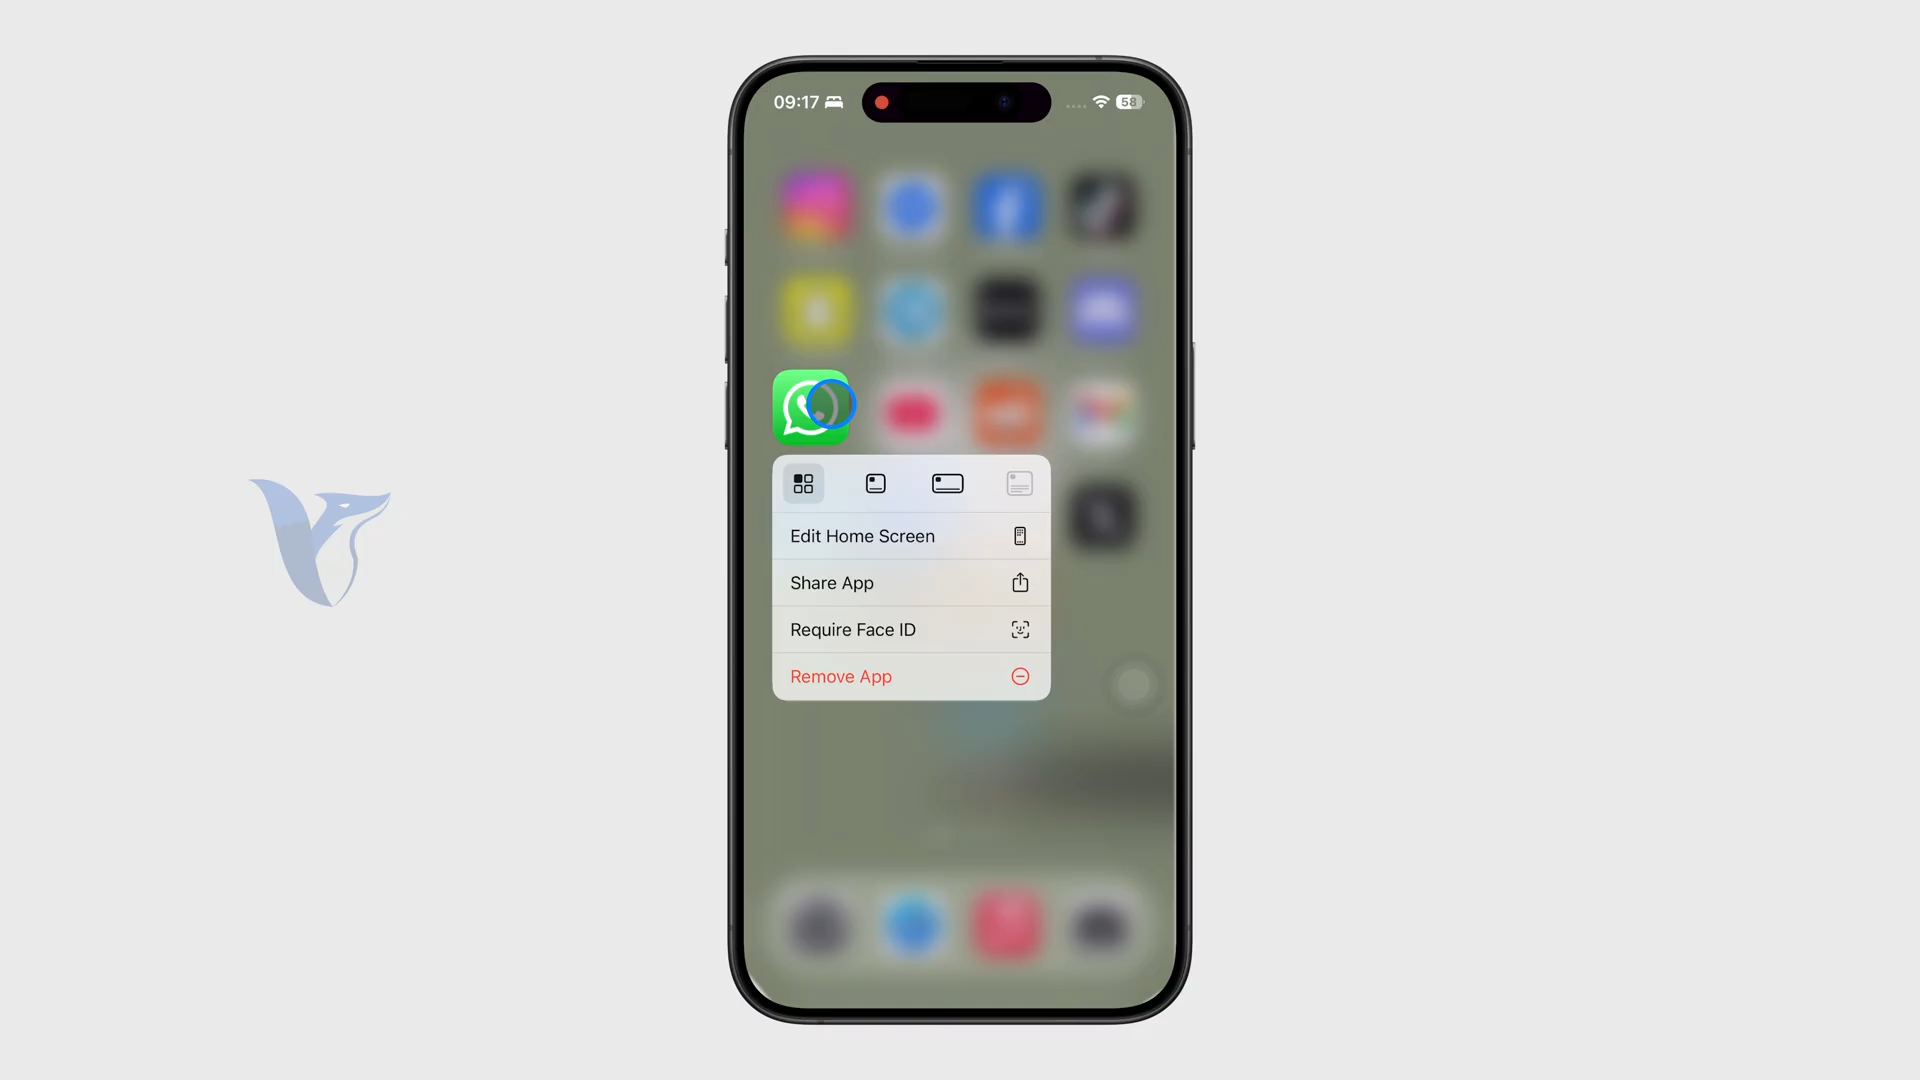 09:17
58
Edit Home Screen
Share App
Require Face ID
Remove App